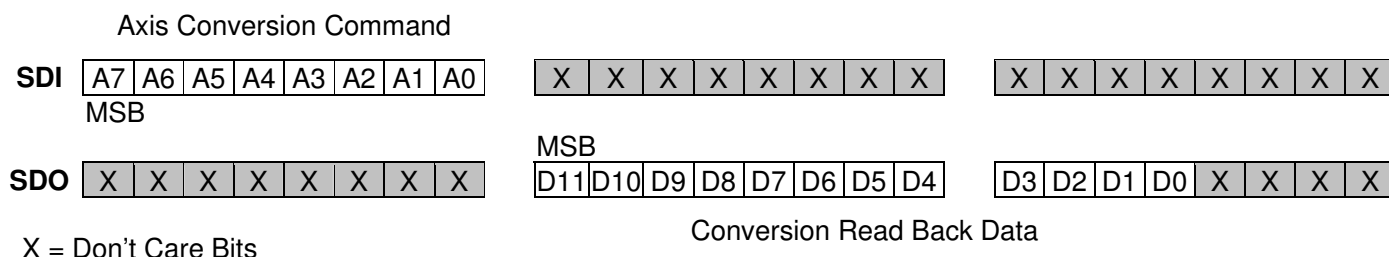 Axis Conversion Command
SDI A7 A6 A5 A4 A3 A2 A1 A0 X X X X X X X X X X X X X X X X
MSB
MSB
SDO X X X X X X X X D11 D10 D9 D8 D7 D6 D5 D4 D3 D2 D1 D0 X X X X
Conversion Read Back Data
X = Don't Care Bits